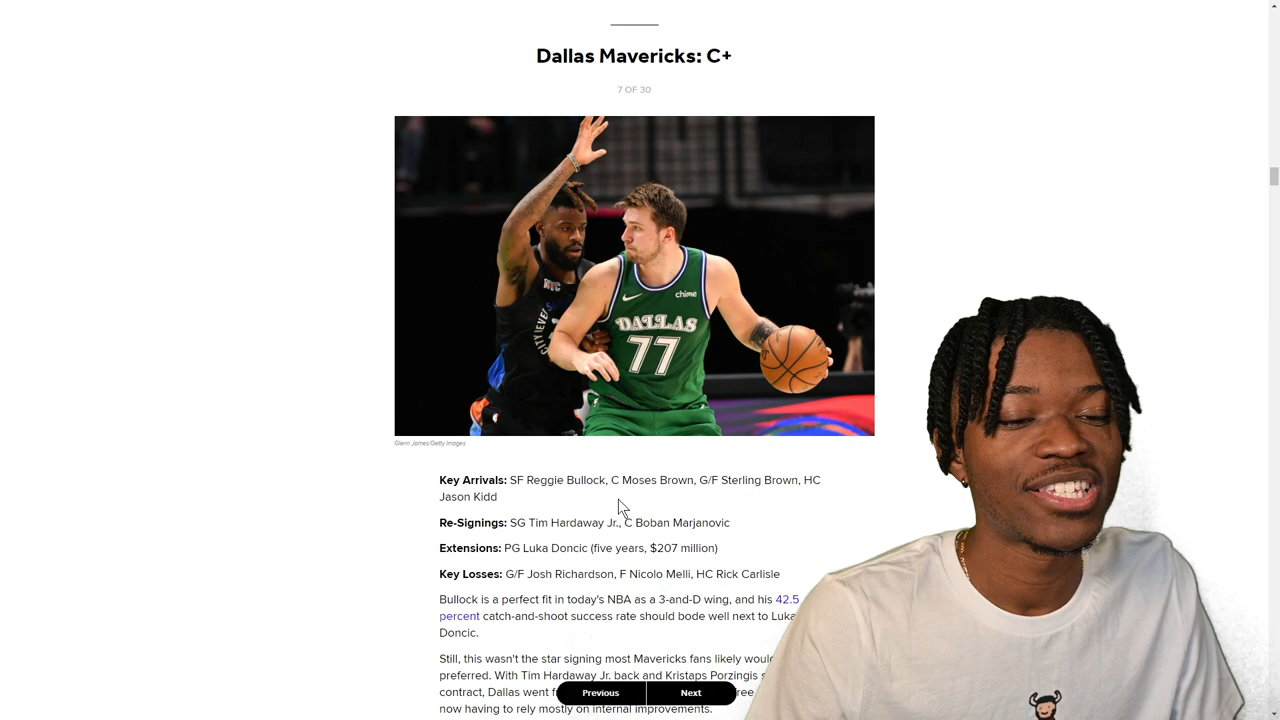 Dallas Mavericks: C+
7 OF 30
NYC
CITY NEVER
chime
DALLAS
77
Glenn James/Getty Images
Key Arrivals: SF Reggie Bullock, C Moses Brown, G/F Sterling Brown, HC
Jason Kidd
Re-Signings: SG Tim Hardaway Jr., C Boban Marjanovic
Extensions: PG Luka Doncic (five years, $207 million)
Key Losses: G/F Josh Richardson, F Nicolo Melli, HC Rick Carlisle
Bullock is a perfect fit in today's NBA as a 3-and-D wing, and his 42.5
percent catch-and-shoot success rate should bode well next to Luka
Doncic.
Still, this wasn't the star signing most Mavericks fans likely would
preferred. With Tim Hardaway Jr. back and Kristaps Porzingis
contract, Dallas went
Previous
Next
now having to rely mostly on internal improvements.